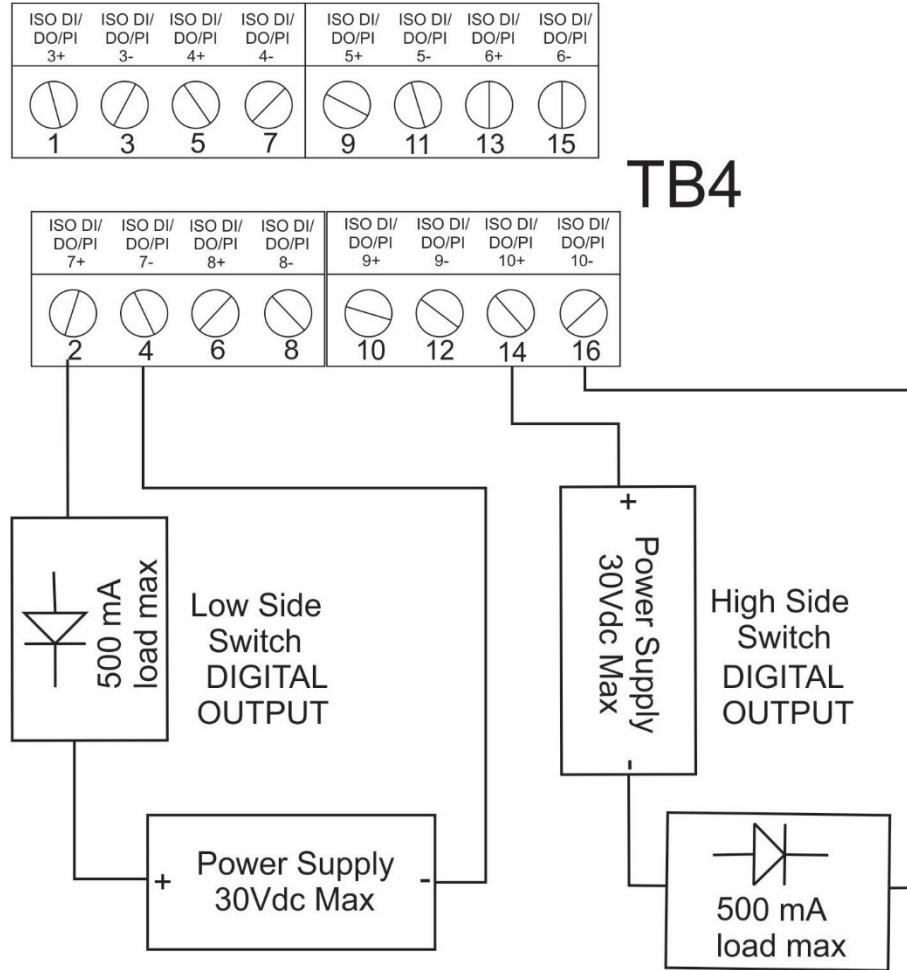 ISO DI/
DO/PI
3+
ISO DI/
DO/PI
3-
ISO DI/
DO/PI
4+
ISO DI/
DO/PI
4-
ISO DI/
DO/PI
5+
ISO DI/
DO/PI
5-
ISO DI/
DO/PI
6+
ISO DI/
DO/PI
6-
1
3
5
7
9
11
13
15
TB4
ISO DI/
DO/PI
7+
ISO DI/
DO/PI
7-
ISO DI/
DO/PI
8+
ISO DI/
DO/PI
8-
ISO DI/
DO/PI
9+
ISO DI/
DO/PI
9-
ISO DI/
DO/PI
10+
ISO DI/
DO/PI
10-
2
4
6
8
10
12
14
16
500 mA
load max
Low Side
Switch
DIGITAL
OUTPUT
+
Power Supply
30Vdc Max
-
+
Power Supply
30Vdc Max
-
High Side
Switch
DIGITAL
OUTPUT
500 mA
load max